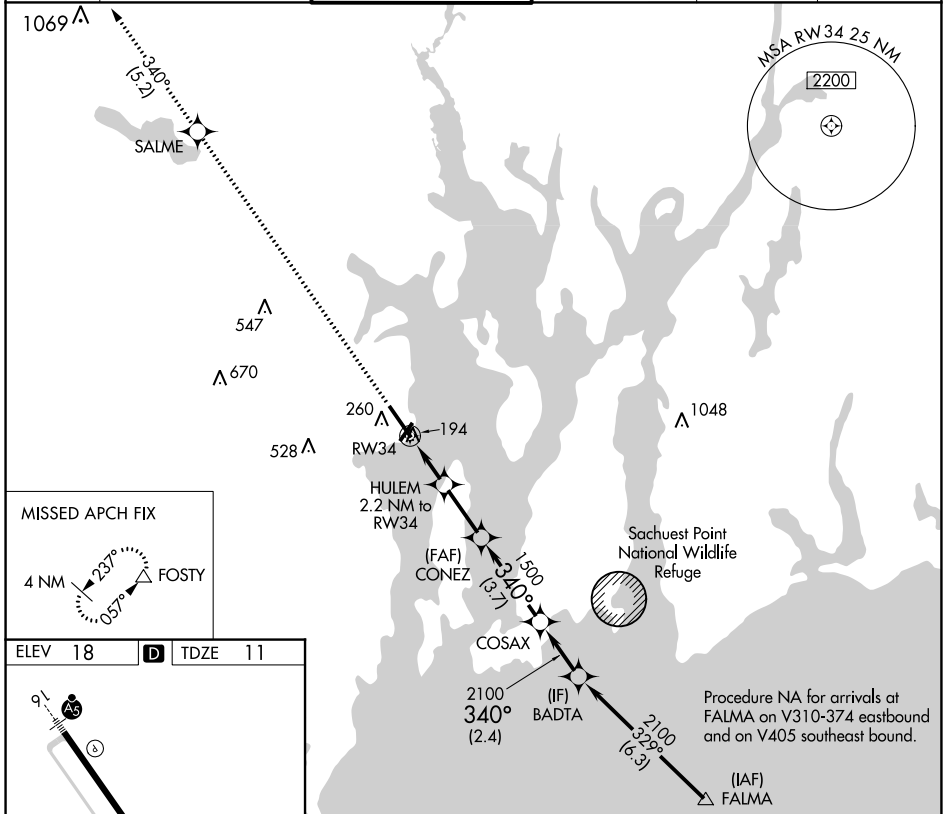 1069
340°
(5.2)
SALME
MSA RW34 25 NM
2200
547
670
260
194
528
RW34
1048
HULEM
2.2 NM to
RW34
(FAF)
CONEZ
1500
340°
(3.7)
Sachuest Point
National Wildlife
Refuge
COSAX
MISSED APCH FIX
4 NM
237°
057°
FOSTY
2100
340°
(2.4)
(IF)
BADTA
2100
329°
(6.3)
Procedure NA for arrivals at
FALMA on V310-374 eastbound
and on V405 southeast bound.
(IAF)
FALMA
ELEV 18 D TDZE 11
16
A5